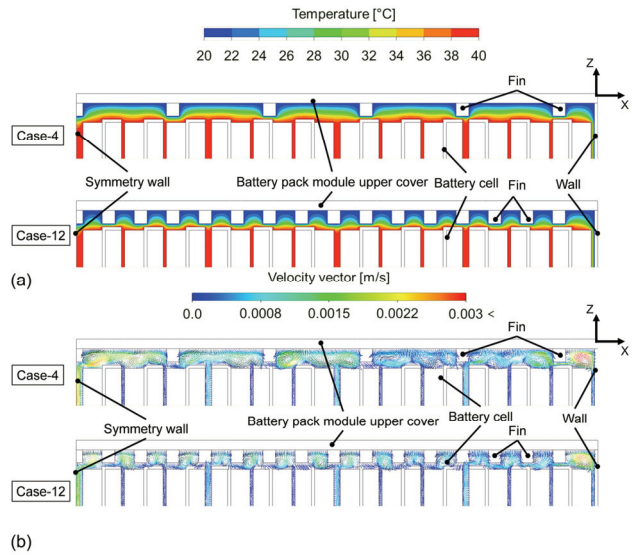 (a)
Temperature [°C]
20 22 24 26 28 30 32 34 36 38 40
Z
X
Fin
Case-4
Symmetry wall
Battery pack module upper cover
Battery cell
Fin
Wall
Case-12
(a)
Velocity vector [m/s]
0.0 0.0008 0.0015 0.0022 0.003 <
Z
X
Fin
Case-4
Symmetry wall
Battery pack module upper cover
Battery cell
Fin
Wall
Case-12
(b)